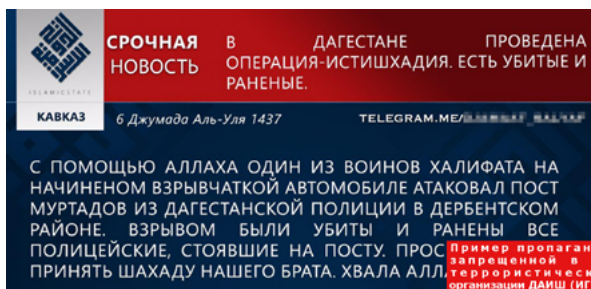 СРОЧНАЯ
НОВОСТЬ
В ДАГЕСТАНЕ ПРОВЕДЕНА
ОПЕРАЦИЯ-ИСТИШХАДИЯ. ЕСТЬ УБИТЫЕ И
РАНЕНЫЕ.
ISLAMICSTATE
КАВКАЗ
6 Джумада Аль-Уля 1437
TELEGRAM.ME/
С ПОМОЩЬЮ АЛЛАХА ОДИН ИЗ ВОИНОВ ХАЛИФАТА НА
НАЧИНЕНОМ ВЗРЫВЧАТКОЙ АВТОМОБИЛЕ АТАКОВАЛ ПОСТ
МУРТАДОВ ИЗ ДАГЕСТАНСКОЙ ПОЛИЦИИ В ДЕРБЕНТСКОМ
РАЙОНЕ. ВЗРЫВОМ БЫЛИ УБИТЫ И РАНЕНЫ ВСЕ
ПОЛИЦЕЙСКИЕ, СТОЯВШИЕ НА ПОСТУ. ПРОС
ПРИНЯТЬ ШАХАДУ НАШЕГО БРАТА. ХВАЛА АЛЛ
Пример пропаган
запрещенной в
террористическ
организации ДАИШ (ИГ